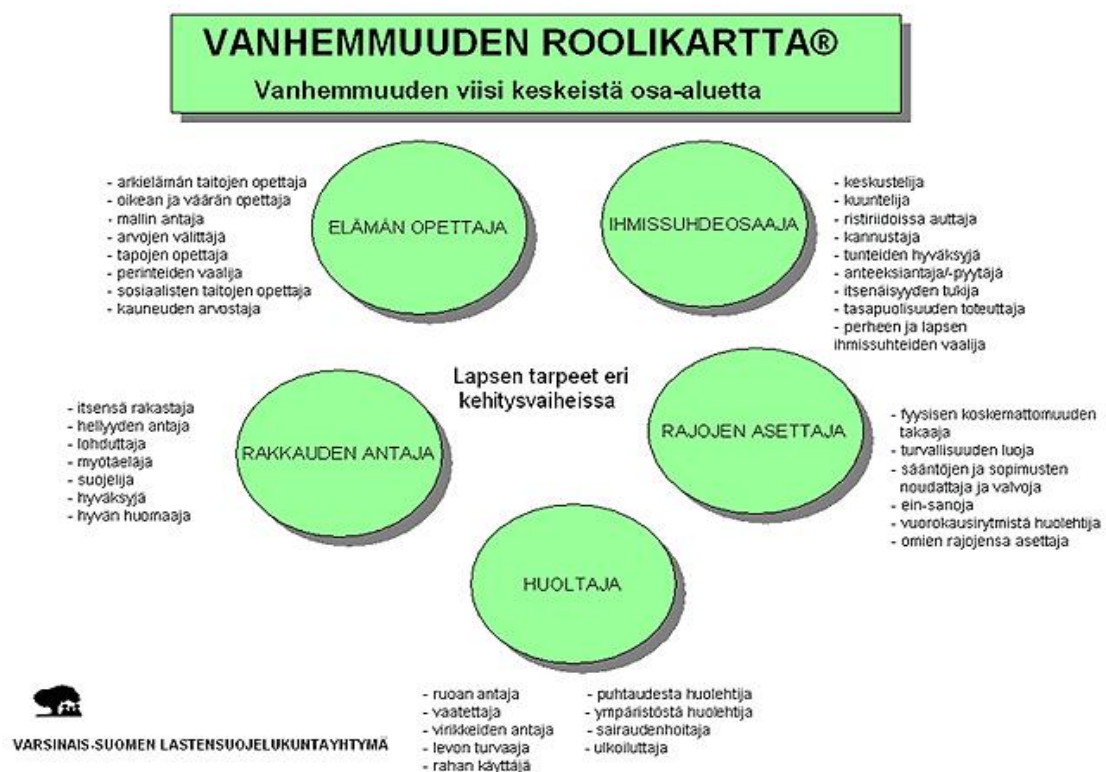 VANHEMMUUDEN ROOLIKARTTA®
Vanhemmuuden viisi keskeistä osa-aluetta
- arkielämän taitojen opettaja
- oikean ja väärän opettaja
- mallin antaja
- arvojen välittäjä
- tapojen opettaja
- perinteiden vaalija
- sosiaalisten taitojen opettaja
- kauneuden arvostaja
ELÄMÄN OPETTAJA
IHMISSUHDEOSAAJA
- keskustelija
- kuuntelija
- ristiriidoissa auttaja
- kannustaja
- tunteiden hyväksyjä
- anteeksiantaja/-pyytäjä
- itsenäisyyden tukija
- tasapuolisuuden toteuttaja
- perheen ja lapsen
ihmissuhteiden vaalija
Lapsen tarpeet eri
kehitysvaiheissa
- itsensä rakastaja
- hellyyden antaja
- lohduttaja
- myötäeläjä
- suojelija
- hyväksyjä
- hyvän huomaaja
RAKKAUDEN ANTAJA
RAJOJEN ASETTAJA
- fyysisen koskemattomuuden
takaaja
- turvallisuuden luoja
- sääntöjen ja sopimusten
noudattaja ja valvoja
- ein-sanoja
- vuorokausirytmistä huolehtija
- omien rajojensa asettaja
HUOLTAJA
- ruoan antaja
- vaatettaja
- virikkeiden antaja
- levon turvaaja
- rahan käyttäjä
- puhtaudesta huolehtija
- ympäristöstä huolehtija
- sairaudenhoitaja
- ulkoiluttaja
VARSINAIS-SUOMEN LASTENSUOJELUKUNTAYHTYMÄ